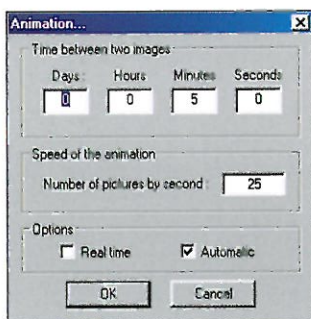 Animation...
Time between two images
Days : Hours Minutes Seconds
0 0 5 0
Speed of the animation
Number of pictures by second : 25
Options
Real time Automatic
OK Cancel